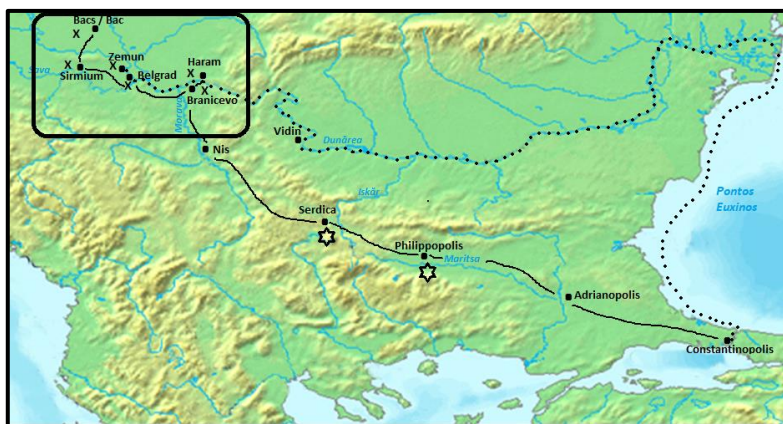 Bacs / Bac
X
Zemun
X
Haram
X
X
Sava
Sirmium
Belgrad
X
X
Branicevo
Morava
Vidin
Dunărea
Nis
Iskăr
Pontos
Euxinos
Serdica
Philippopolis
Maritsa
Adrianopolis
Constantinopolis